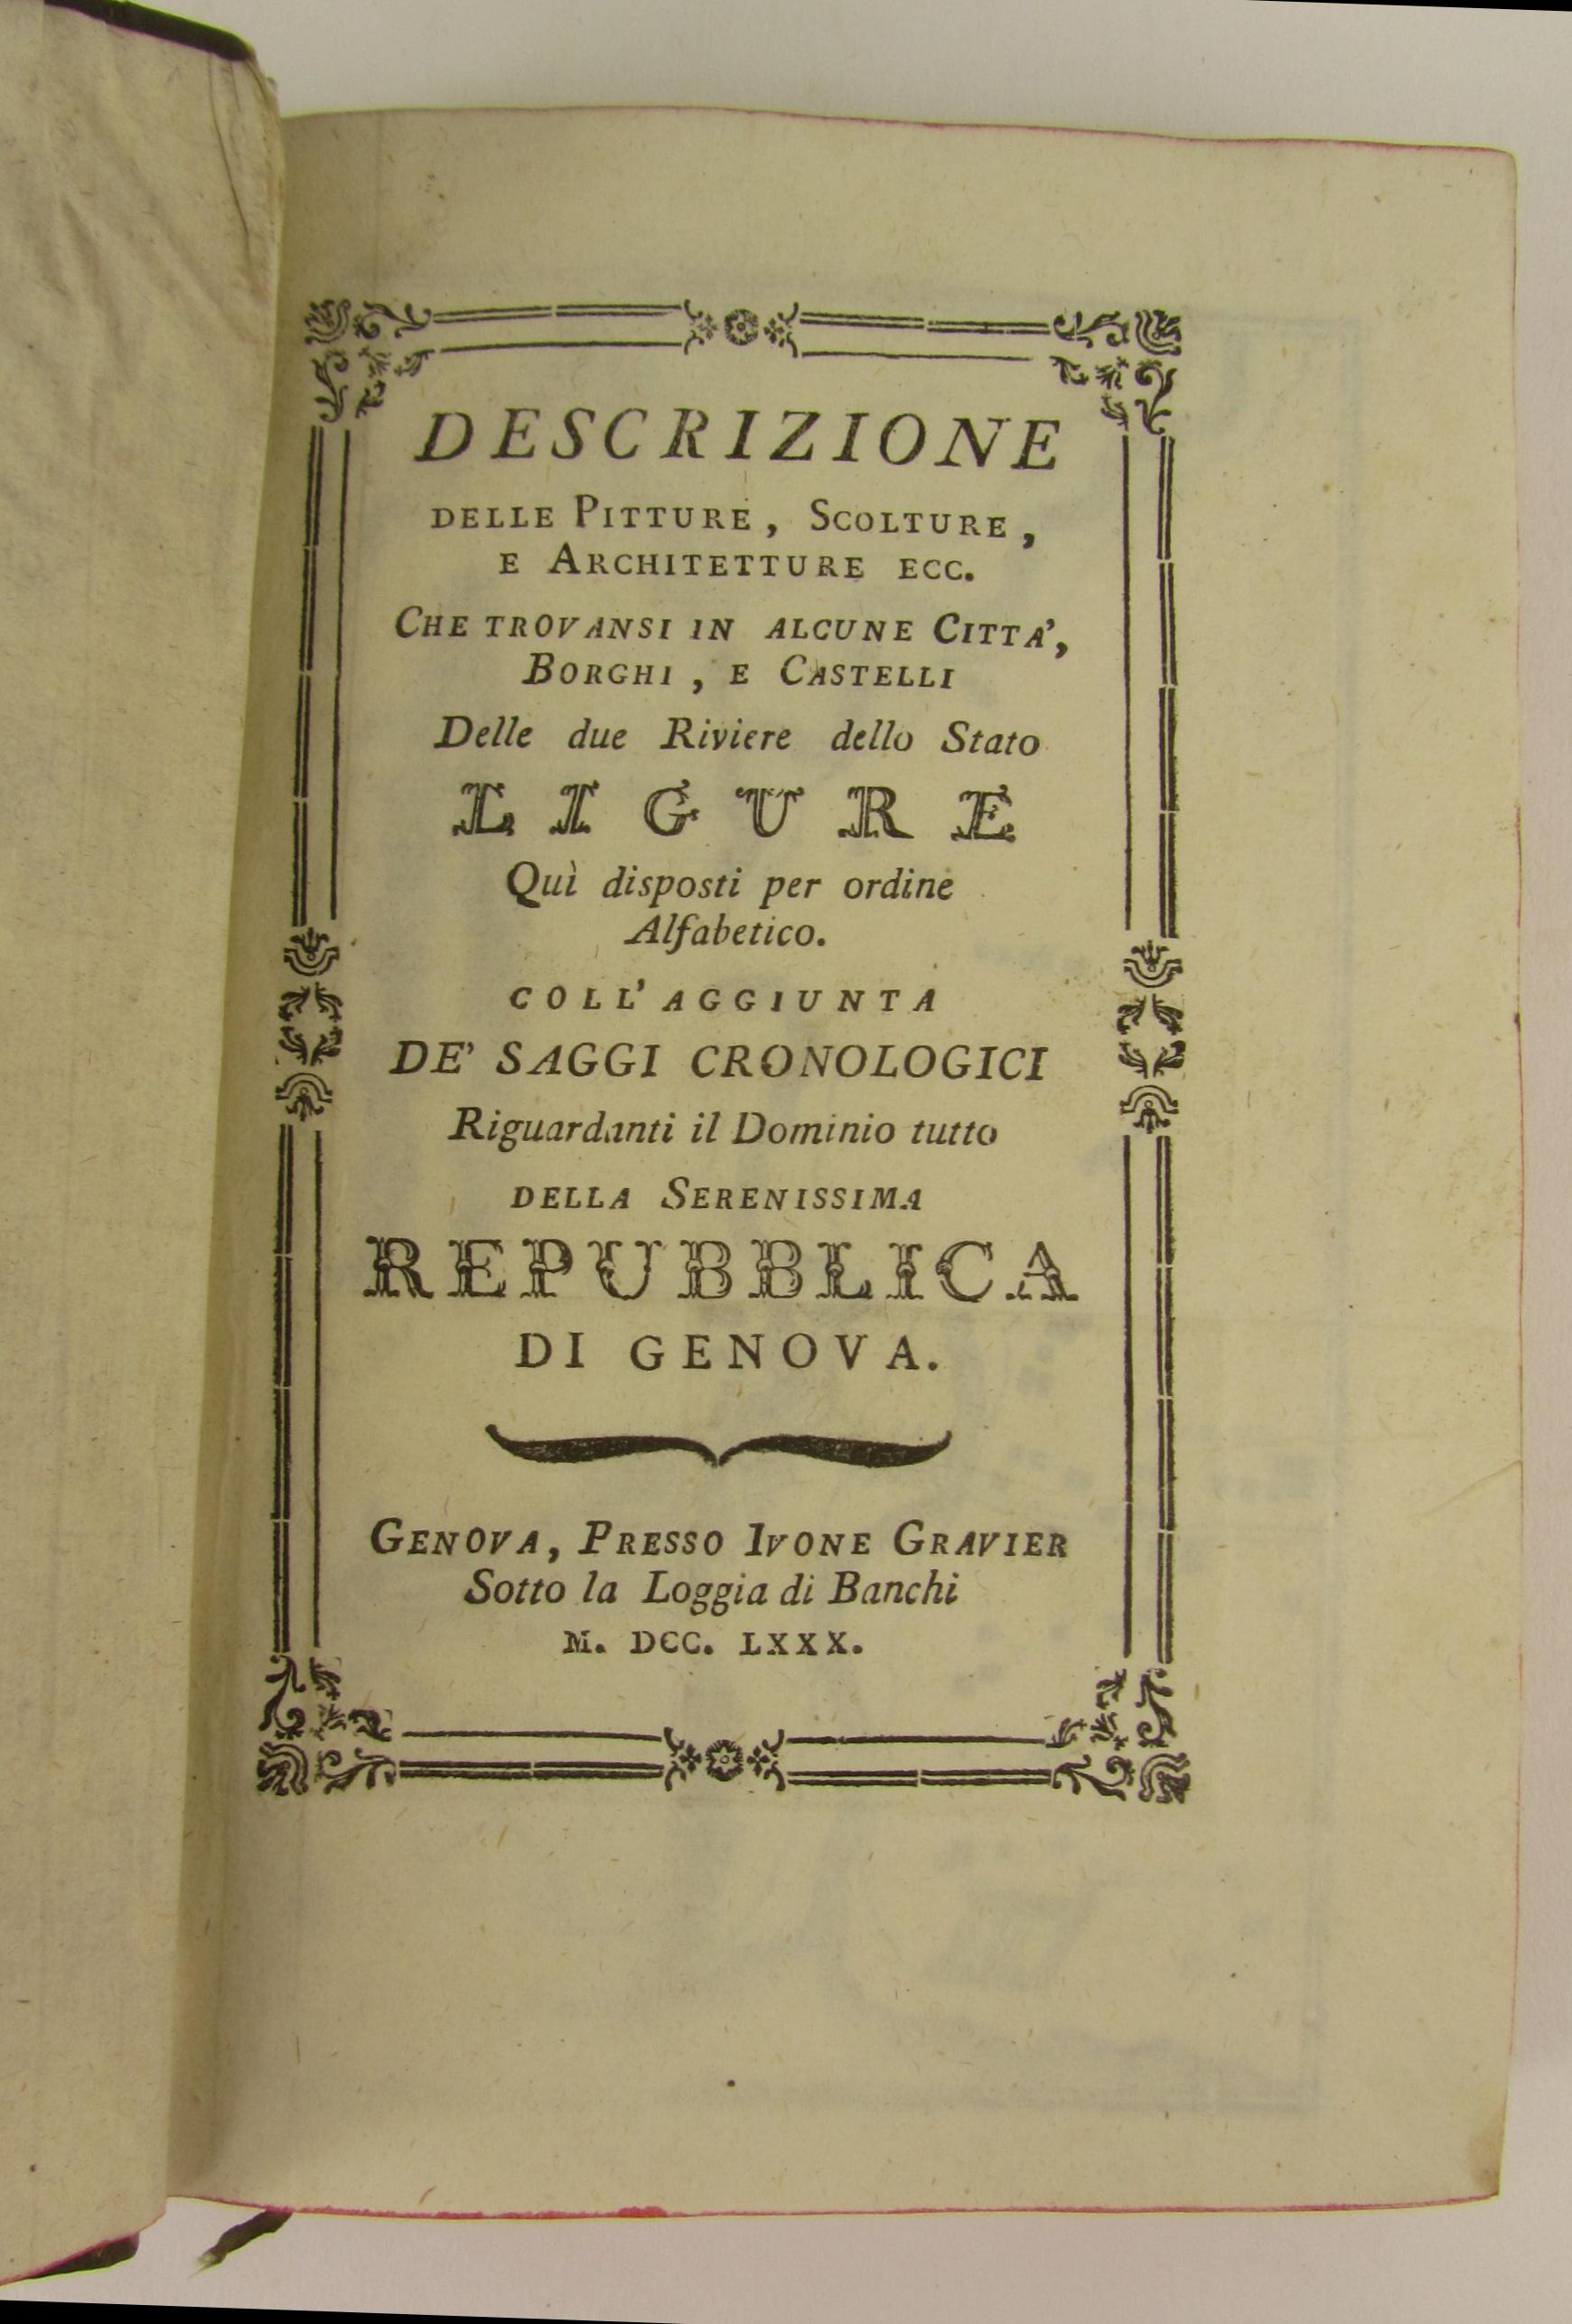 DESCRIZIONE
DELLE PITTURE, SCOLTURE,
E ARCHITETTURE ECC.
CHE TROVANSI IN ALCUNE CITTA',
BORGHI, E CASTELLI
Delle due Riviere dello Stato
LIGURE
Quì disposti per ordine
Alfabetico.
COLL' AGGIUNTA
DE' SAGGI CRONOLOGICI
Riguardanti il Dominio tutto
DELLA SERENISSIMA
REPUBBLICA
DI GENOVA.
GENOVA, PRESSO IVONE GRAVIER
Sotto la Loggia di Banchi
M. DCC. LXXX.